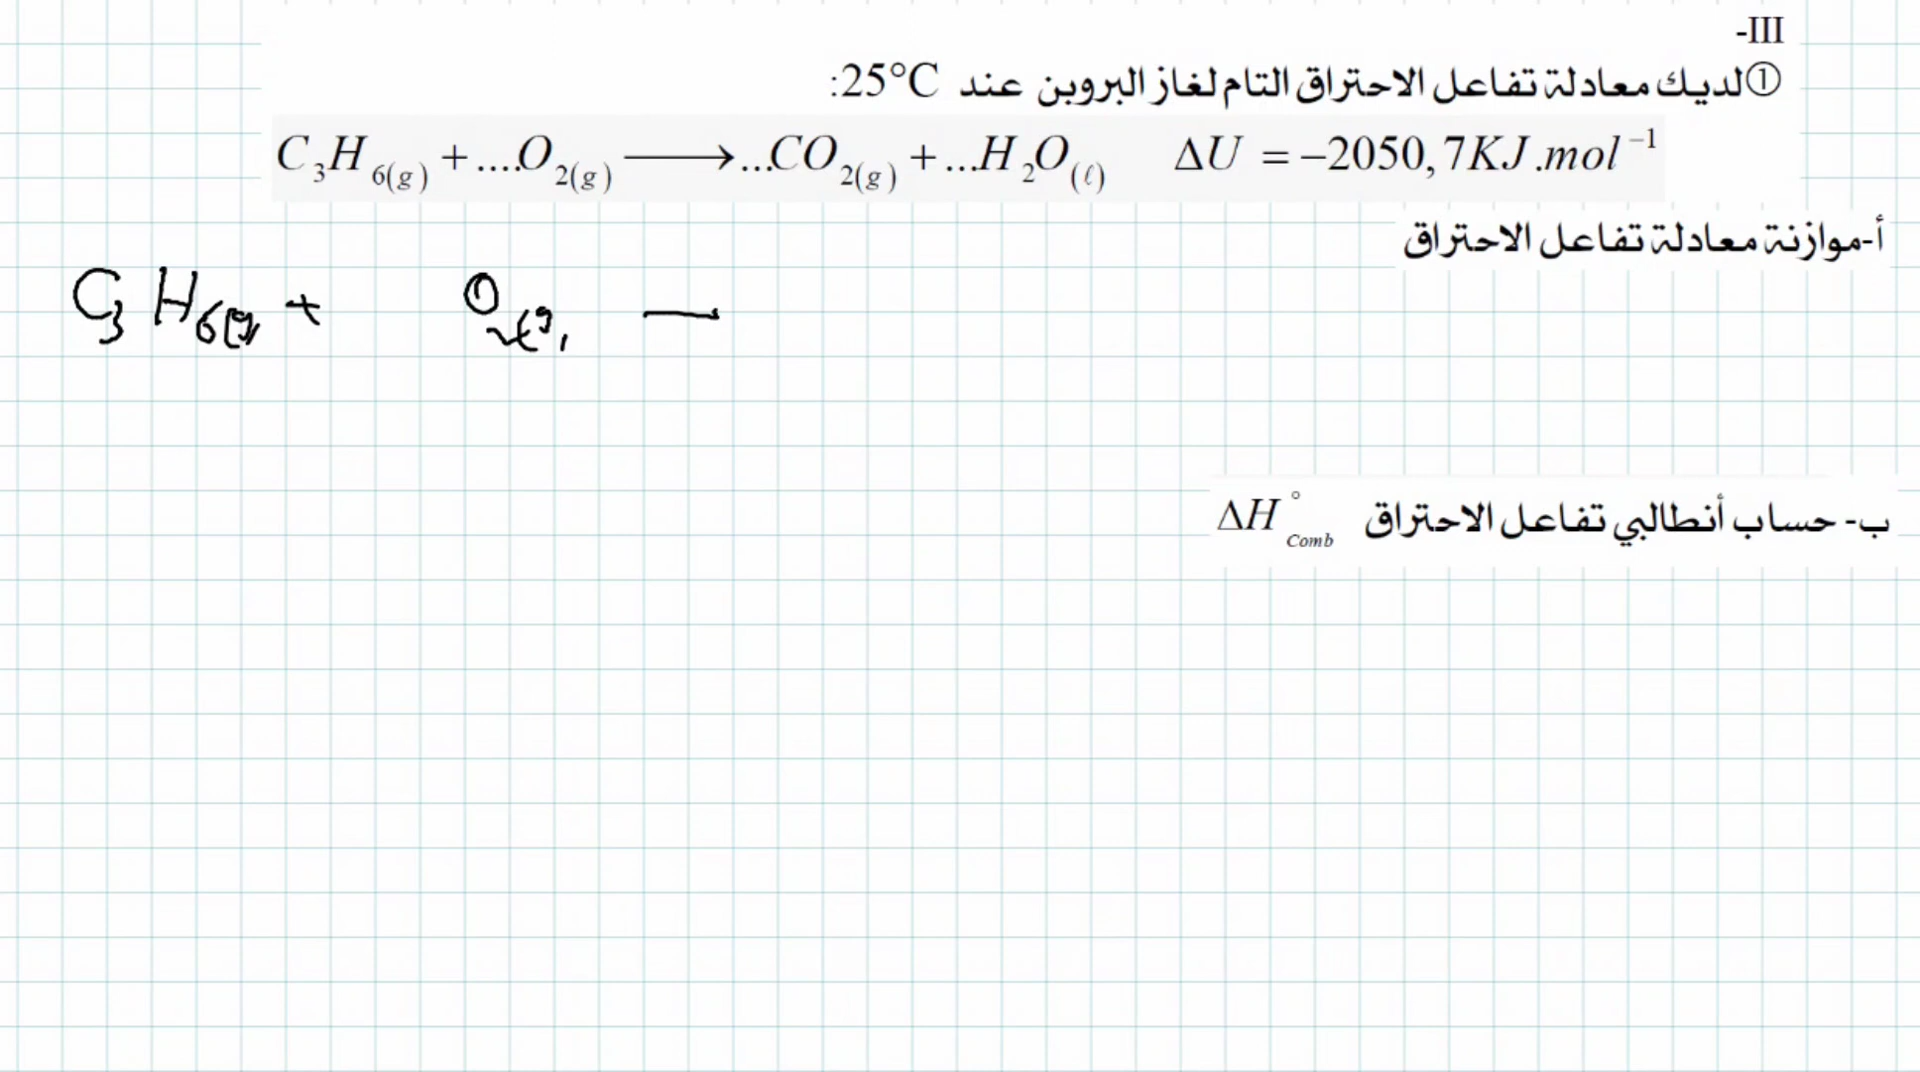 III-
①لديك معادلة تفاعل الاحتراق التام لغاز البروبن عند 25°C:
C₃H₆(g) + ....O₂(g) ⟶ ...CO₂(g) + ...H₂O(ℓ) ΔU = −2050,7KJ.mol⁻¹
أ-موازنة معادلة تفاعل الاحتراق
C₃H₆(g) + O₂(g) —
ب- حساب أنطالبي تفاعل الاحتراق ΔH°Comb